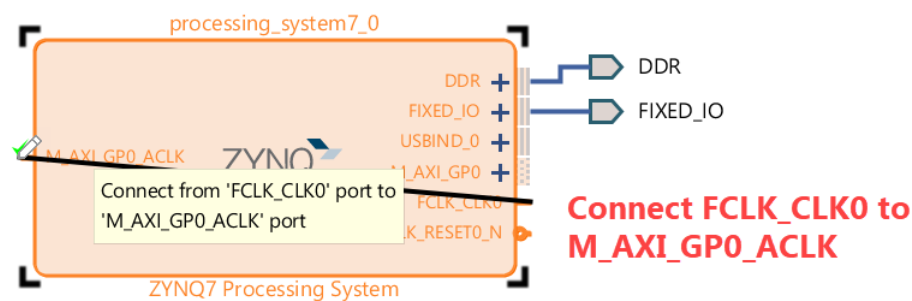 processing_system7_0
DDR
DDR
FIXED_IO
FIXED_IO
USBIND_0
M_AXI_GP0_ACLK
ZYNQ
M_AXI_GP0
Connect from 'FCLK_CLK0' port to
'M_AXI_GP0_ACLK' port
FCLK_CLK0
LK_RESET0_N
Connect FCLK_CLK0 to
M_AXI_GP0_ACLK
ZYNQ7 Processing System